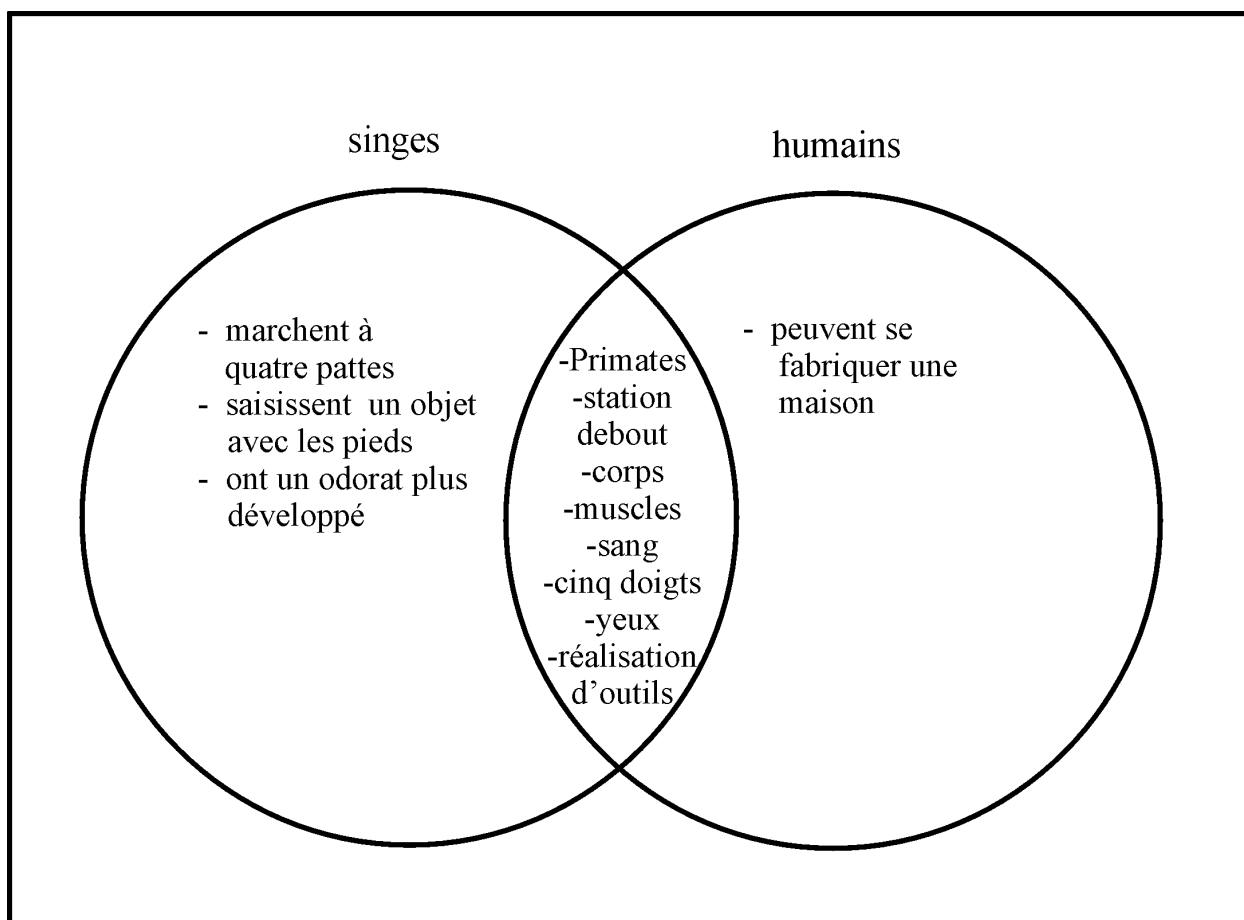 singes
humains
- marchent à
quatre pattes
- saisissent un objet
avec les pieds
- ont un odorat plus
développé
-Primates
-station
debout
-corps
-muscles
-sang
-cinq doigts
-yeux
-réalisation
d’outils
- peuvent se
fabriquer une
maison